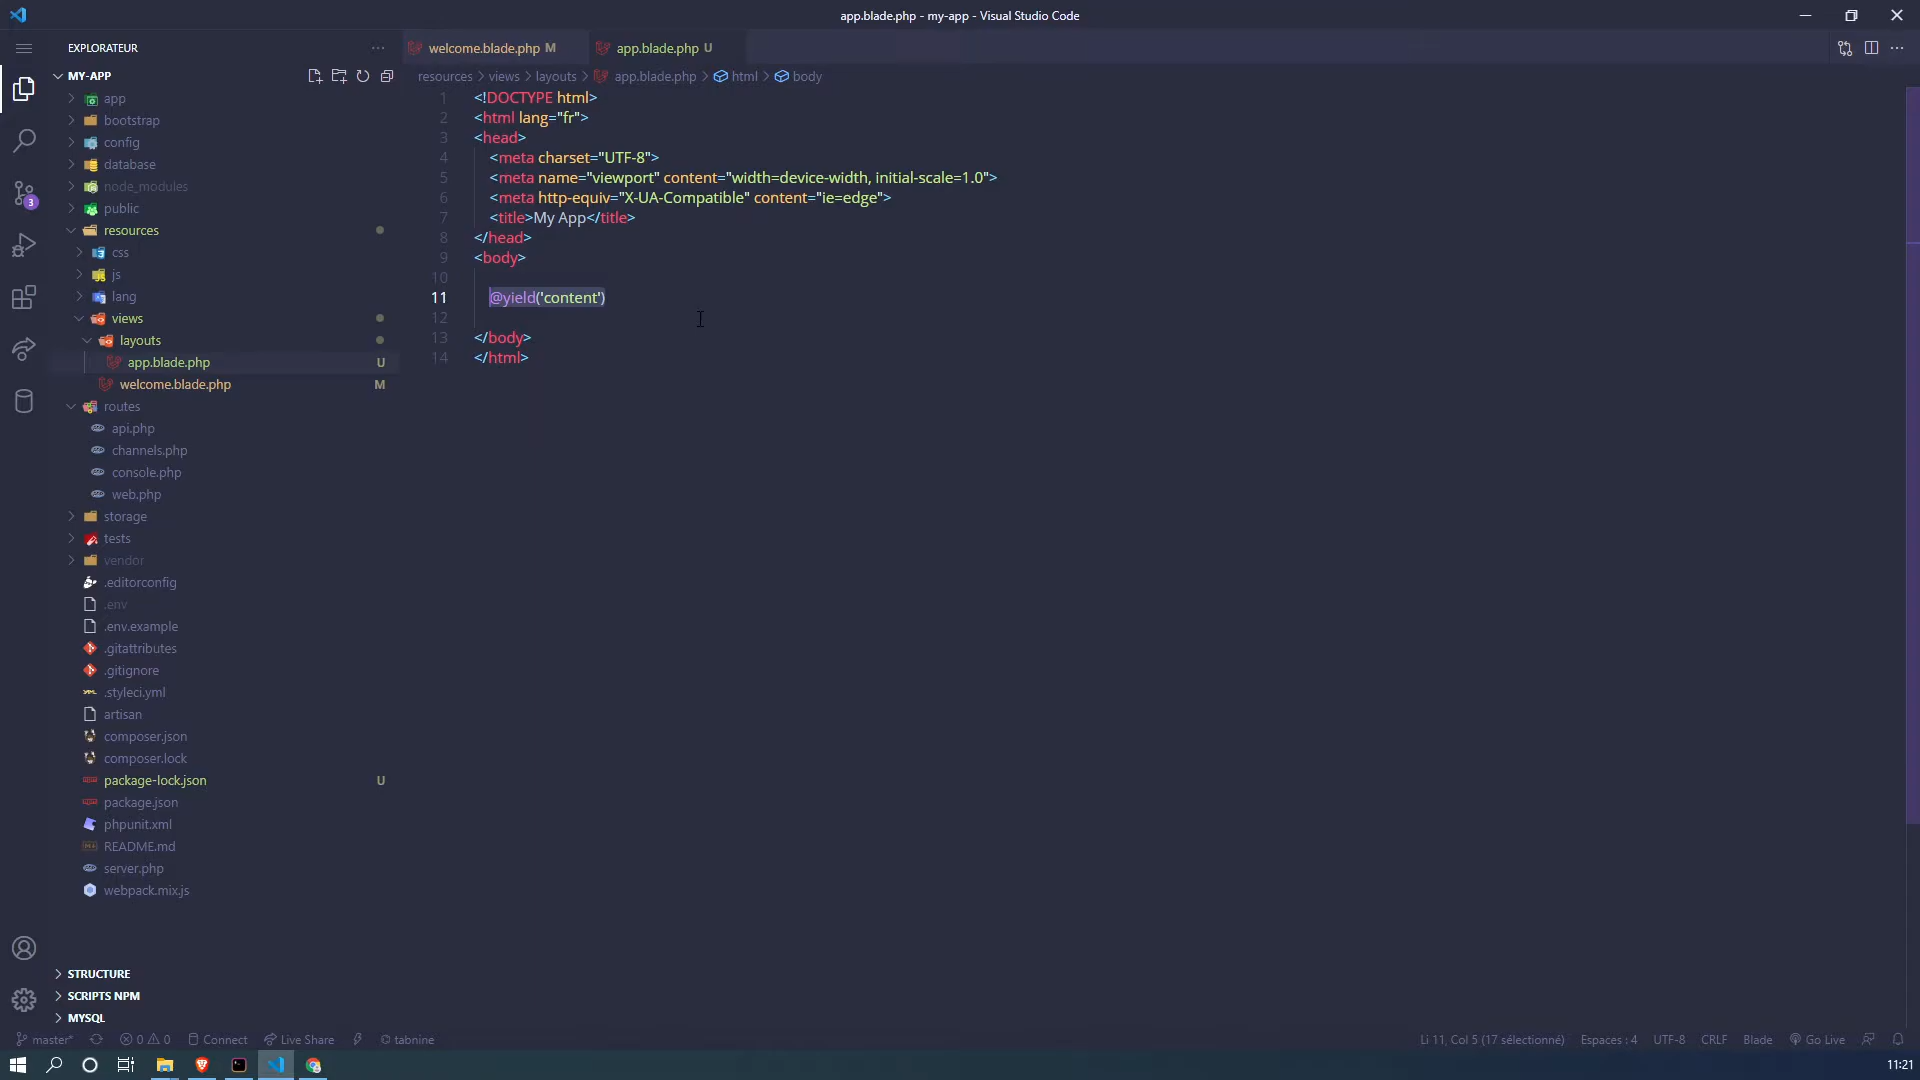 app.blade.php - my-app - Visual Studio Code
EXPLORATEUR
welcome.blade.php M
app.blade.php U
MY-APP
resources > views > layouts > app.blade.php > html > body
app
bootstrap
config
database
node_modules
public
resources
css
js
lang
views
layouts
app.blade.php U
welcome.blade.php M
routes
api.php
channels.php
console.php
web.php
storage
tests
vendor
.editorconfig
.env
.env.example
.gitattributes
.gitignore
.styleci.yml
artisan
composer.json
composer.lock
package-lock.json U
package.json
phpunit.xml
README.md
server.php
webpack.mix.js
STRUCTURE
SCRIPTS NPM
MYSQL
3
1 <!DOCTYPE html>
2 <html lang="fr">
3 <head>
4 <meta charset="UTF-8">
5 <meta name="viewport" content="width=device-width, initial-scale=1.0">
6 <meta http-equiv="X-UA-Compatible" content="ie=edge">
7 <title>My App</title>
8 </head>
9 <body>
10
11 @yield('content')
12
13 </body>
14 </html>
master* 0 0 Connect Live Share tabnine
Li 11, Col 5 (17 sélectionné) Espaces : 4 UTF-8 CRLF Blade Go Live
11:21